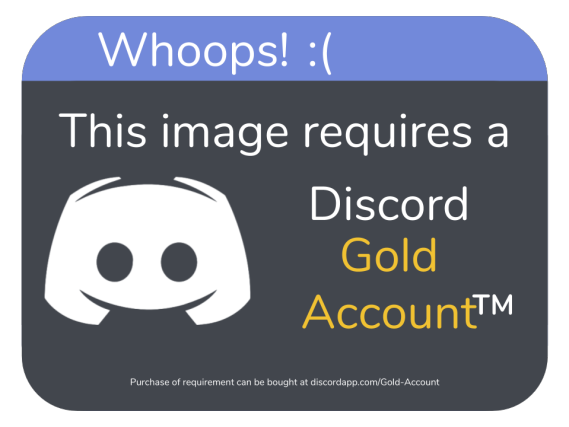 Whoops! :(
This image requires a
Discord
Gold
Account™
Purchase of requirement can be bought at discordapp.com/Gold-Account